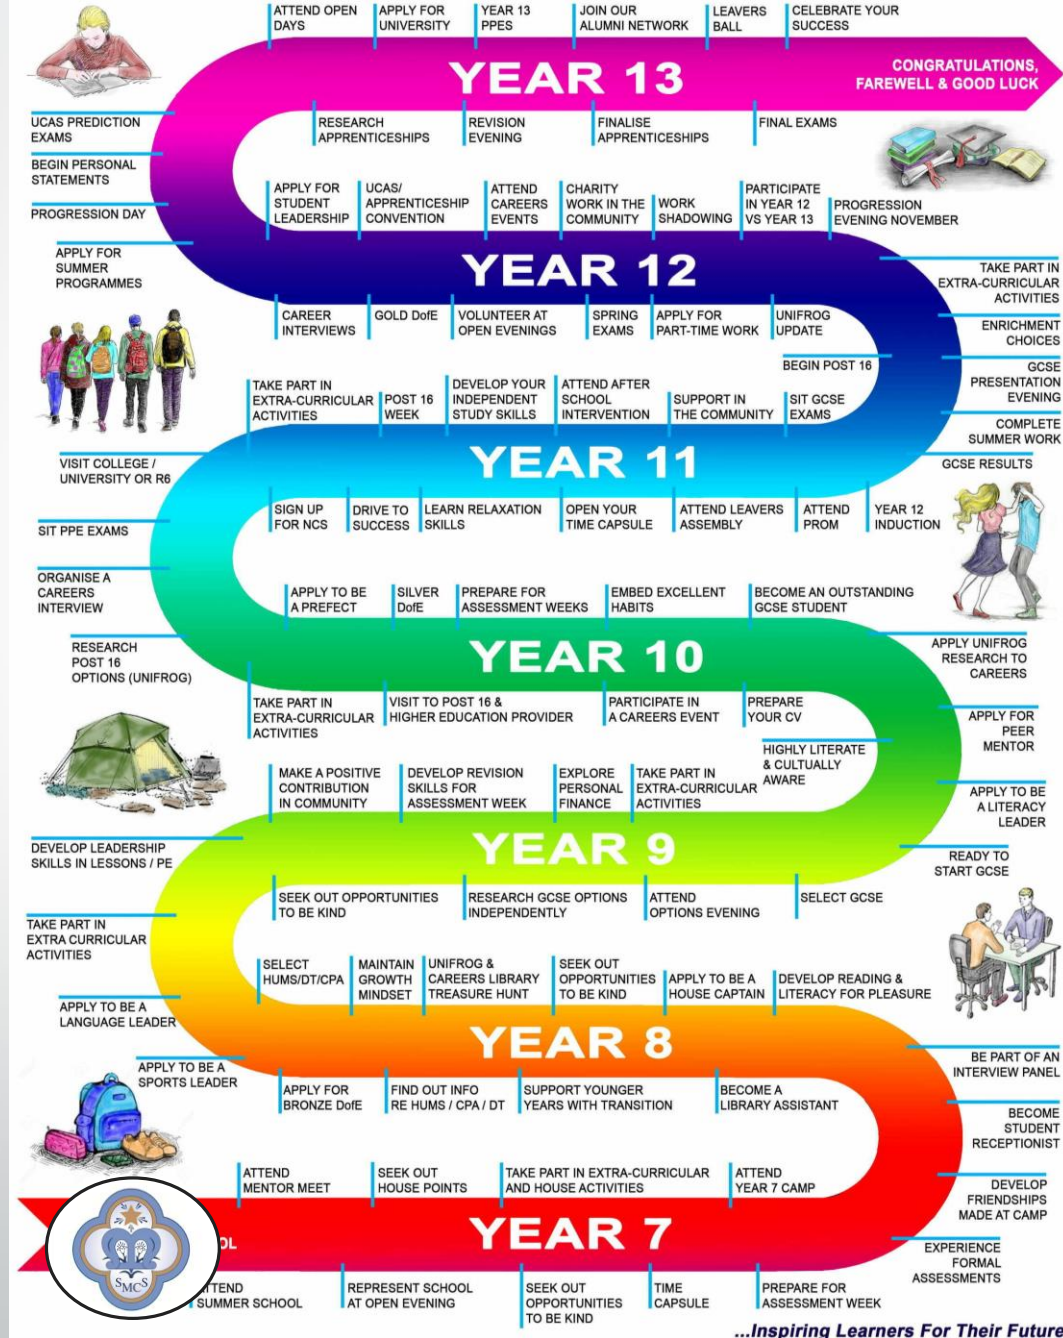 ATTEND OPEN
DAYS
APPLY FOR
UNIVERSITY
YEAR 13
PPES
JOIN OUR
ALUMNI NETWORK
LEAVERS
BALL
CELEBRATE YOUR
SUCCESS
YEAR 13
CONGRATULATIONS,
FAREWELL & GOOD LUCK
RESEARCH
APPRENTICESHIPS
REVISION
EVENING
FINALISE
APPRENTICESHIPS
FINAL EXAMS
UCAS PREDICTION
EXAMS
BEGIN PERSONAL
STATEMENTS
PROGRESSION DAY
APPLY FOR
SUMMER
PROGRAMMES
APPLY FOR
STUDENT
LEADERSHIP
UCAS/
APPRENTICESHIP
CONVENTION
ATTEND
CAREERS
EVENTS
CHARITY
WORK IN THE
COMMUNITY
WORK
SHADOWING
PARTICIPATE
IN YEAR 12
VS YEAR 13
PROGRESSION
EVENING NOVEMBER
YEAR 12
TAKE PART IN
EXTRA-CURRICULAR
ACTIVITIES
ENRICHMENT
CHOICES
GCSE
PRESENTATION
EVENING
COMPLETE
SUMMER WORK
GCSE RESULTS
CAREER
INTERVIEWS
GOLD DofE
VOLUNTEER AT
OPEN EVENINGS
SPRING
EXAMS
APPLY FOR
PART-TIME WORK
UNIFROG
UPDATE
BEGIN POST 16
TAKE PART IN
EXTRA-CURRICULAR
ACTIVITIES
POST 16
WEEK
DEVELOP YOUR
INDEPENDENT
STUDY SKILLS
ATTEND AFTER
SCHOOL
INTERVENTION
SUPPORT IN
THE COMMUNITY
SIT GCSE
EXAMS
YEAR 11
VISIT COLLEGE /
UNIVERSITY OR R6
SIT PPE EXAMS
ORGANISE A
CAREERS
INTERVIEW
RESEARCH
POST 16
OPTIONS (UNIFROG)
SIGN UP
FOR NCS
DRIVE TO
SUCCESS
LEARN RELAXATION
SKILLS
OPEN YOUR
TIME CAPSULE
ATTEND LEAVERS
ASSEMBLY
ATTEND
PROM
YEAR 12
INDUCTION
APPLY TO BE
A PREFECT
SILVER
DofE
PREPARE FOR
ASSESSMENT WEEKS
EMBED EXCELLENT
HABITS
BECOME AN OUTSTANDING
GCSE STUDENT
YEAR 10
APPLY UNIFROG
RESEARCH TO
CAREERS
APPLY FOR
PEER
MENTOR
APPLY TO BE
A LITERACY
LEADER
READY TO
START GCSE
TAKE PART IN
EXTRA-CURRICULAR
ACTIVITIES
VISIT TO POST 16 &
HIGHER EDUCATION PROVIDER
PARTICIPATE IN
A CAREERS EVENT
PREPARE
YOUR CV
HIGHLY LITERATE
& CULTUALLY
AWARE
MAKE A POSITIVE
CONTRIBUTION
IN COMMUNITY
DEVELOP REVISION
SKILLS FOR
ASSESSMENT WEEK
EXPLORE
PERSONAL
FINANCE
TAKE PART IN
EXTRA-CURRICULAR
ACTIVITIES
YEAR 9
DEVELOP LEADERSHIP
SKILLS IN LESSONS / PE
TAKE PART IN
EXTRA CURRICULAR
ACTIVITIES
APPLY TO BE A
LANGUAGE LEADER
APPLY TO BE A
SPORTS LEADER
SEEK OUT OPPORTUNITIES
TO BE KIND
RESEARCH GCSE OPTIONS
INDEPENDENTLY
ATTEND
OPTIONS EVENING
SELECT GCSE
SELECT
HUMS/DT/CPA
MAINTAIN
GROWTH
MINDSET
UNIFROG &
CAREERS LIBRARY
TREASURE HUNT
SEEK OUT
OPPORTUNITIES
TO BE KIND
APPLY TO BE A
HOUSE CAPTAIN
DEVELOP READING &
LITERACY FOR PLEASURE
YEAR 8
BE PART OF AN
INTERVIEW PANEL
BECOME
STUDENT
RECEPTIONIST
DEVELOP
FRIENDSHIPS
MADE AT CAMP
EXPERIENCE
FORMAL
ASSESSMENTS
APPLY FOR
BRONZE DofE
FIND OUT INFO
RE HUMS / CPA / DT
SUPPORT YOUNGER
YEARS WITH TRANSITION
BECOME A
LIBRARY ASSISTANT
ATTEND
MENTOR MEET
SEEK OUT
HOUSE POINTS
TAKE PART IN EXTRA-CURRICULAR
AND HOUSE ACTIVITIES
ATTEND
YEAR 7 CAMP
YEAR 7
OL
SMCS
TTEND
SUMMER SCHOOL
REPRESENT SCHOOL
AT OPEN EVENING
SEEK OUT
OPPORTUNITIES
TO BE KIND
TIME
CAPSULE
PREPARE FOR
ASSESSMENT WEEK
...Inspiring Learners For Their Future